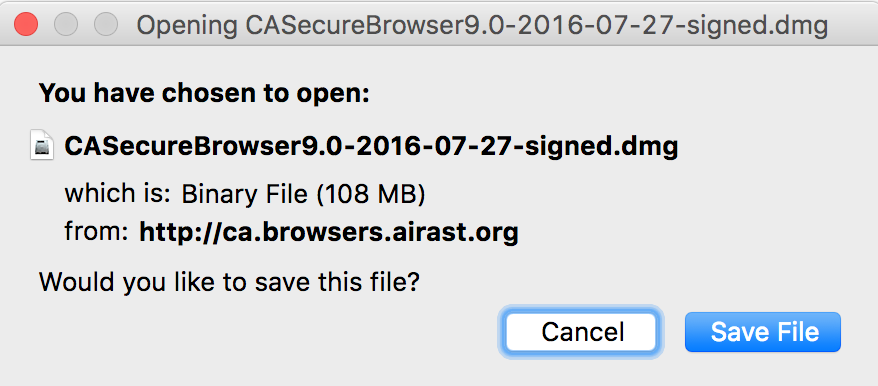 Opening CASecureBrowser9.0-2016-07-27-signed.dmg
You have chosen to open:
CASecureBrowser9.0-2016-07-27-signed.dmg
which is: Binary File (108 MB)
from: http://ca.browsers.airast.org
Would you like to save this file?
Cancel Save File